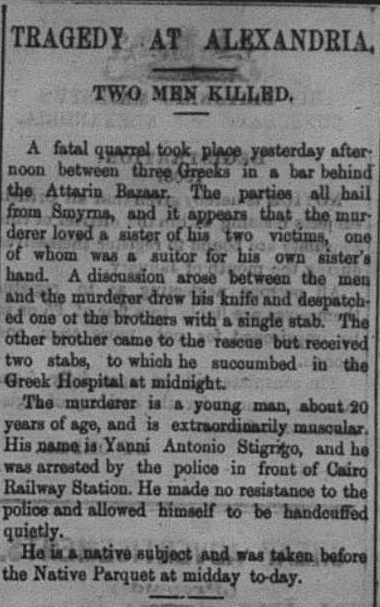 TRAGEDY AT ALEXANDRIA.
TWO MEN KILLED.
A fatal quarrel took place yesterday after-
noon between three Greeks in a bar behind
the Attarin Bazaar. The parties all hail
from Smyrna, and it appears that the mur-
derer loved a sister of his two victims, one
of whom was a suitor for his own sister's
hand. A discussion arose between the men
and the murderer drew his knife and despatch-
ed one of the brothers with a single stab. The
other brother came to the rescue but received
two stabs, to which he succumbed in the
Greek Hospital at midnight.
The murderer is a young man, about 20
years of age, and is extraordinarily muscular.
His name is Yanni Antonio Stigrigo, and he
was arrested by the police in front of Cairo
Railway Station. He made no resistance to the
police and allowed himself to be handcuffed
quietly.
He is a native subject and was taken before
the Native Parquet at midday to-day.